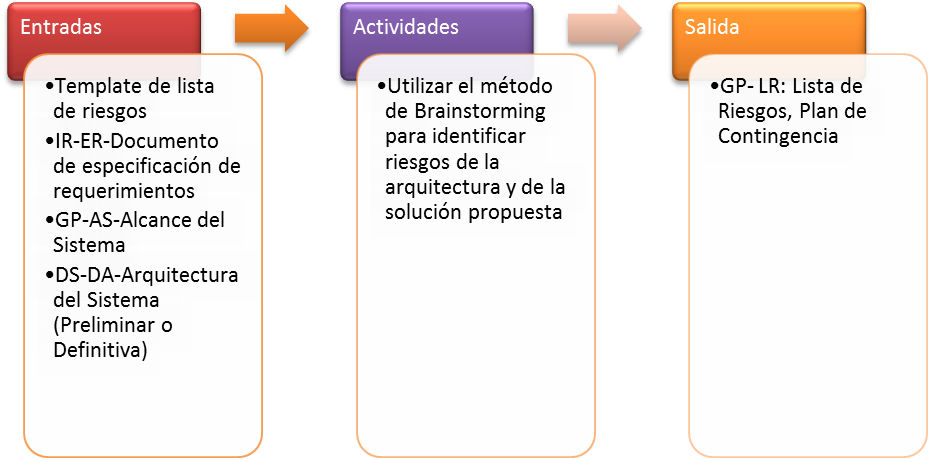 Entradas
•Template de lista
de riesgos
•IR-ER-Documento
de especificación de
requerimientos
•GP-AS-Alcance del
Sistema
•DS-DA-Arquitectura
del Sistema
(Preliminar o
Definitiva)
Actividades
•Utilizar el método
de Brainstorming
para identificar
riesgos de la
arquitectura y de la
solución propuesta
Salida
•GP- LR: Lista de
Riesgos, Plan de
Contingencia